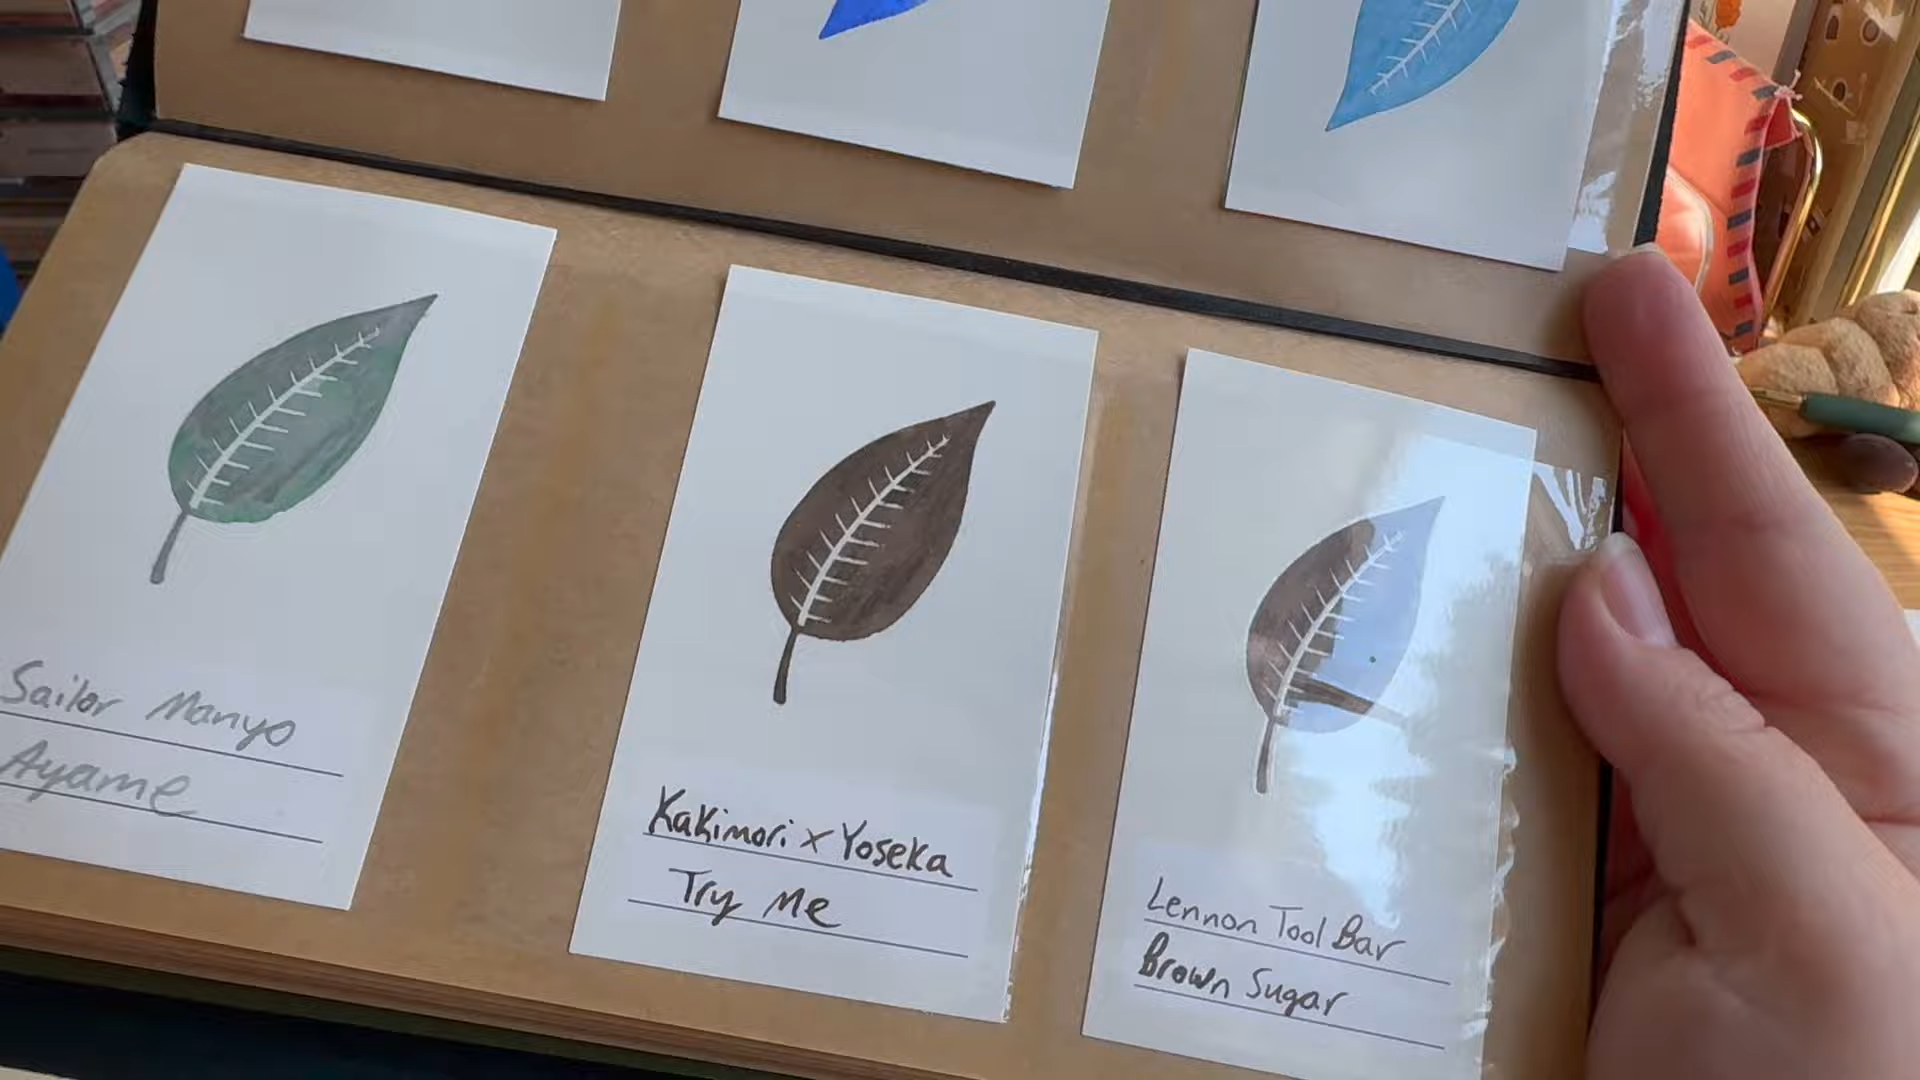 Sailor Manyo
Ayame
Kakimori x Yoseka
Try Me
Lennon Tool Bar
Brown Sugar